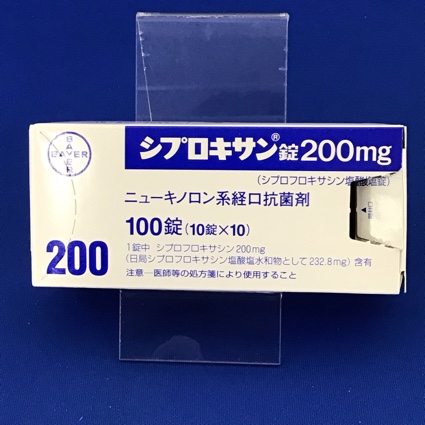 BAYER
BAYER
シプロキサン®錠200mg
(シプロフロキサシン塩酸塩錠)
ニューキノロン系経口抗菌剤
100錠(10錠×10)
200
1錠中 シプロフロキサシン200mg
(日局シプロフロキサシン塩酸塩水和物として232.8mg)含有
注意-医師等の処方箋により使用すること